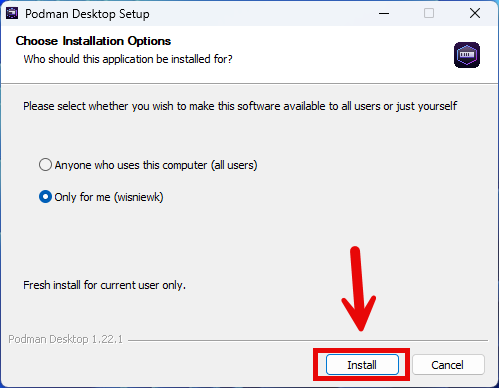 Podman Desktop Setup
Choose Installation Options
Who should this application be installed for?
Please select whether you wish to make this software available to all users or just yourself
Anyone who uses this computer (all users)
Only for me (wisniewk)
Fresh install for current user only.
Podman Desktop 1.22.1
Install
Cancel